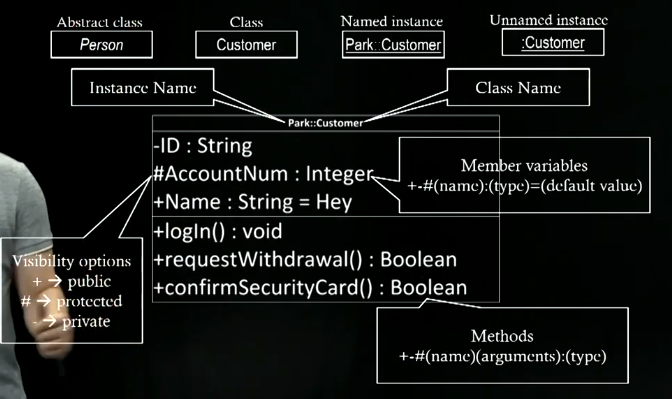 Abstract class
Class
Named instance
Unnamed instance
Person
Customer
Park::Customer
:Customer
Instance Name
Class Name
Park::Customer
-ID : String
#AccountNum : Integer
+Name : String = Hey
Member variables
+-#(name):(type)=(default value)
+logIn() : void
+requestWithdrawal() : Boolean
+confirmSecurityCard() : Boolean
Visibility options
+ → public
# → protected
- → private
Methods
+-#(name)(arguments):(type)